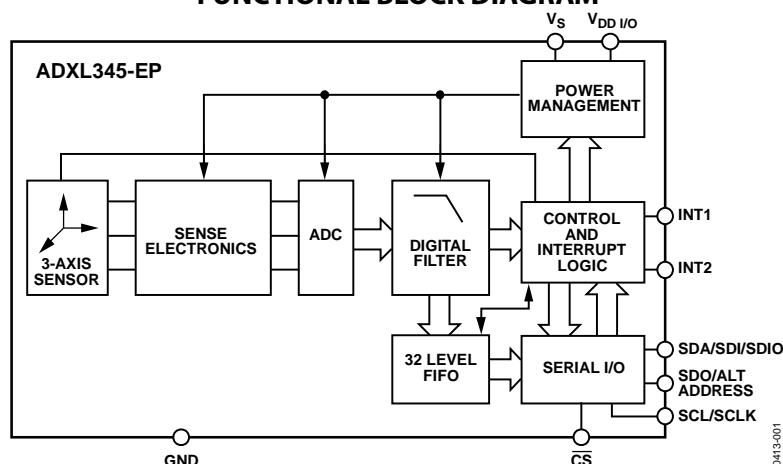 FUNCTIONAL BLOCK DIAGRAM
VS
VDD I/O
ADXL345-EP
POWER
MANAGEMENT
3-AXIS
SENSOR
SENSE
ELECTRONICS
ADC
DIGITAL
FILTER
CONTROL
AND
INTERRUPT
LOGIC
INT1
INT2
32 LEVEL
FIFO
SERIAL I/O
SDA/SDI/SDIO
SDO/ALT
ADDRESS
SCL/SCLK
GND
CS